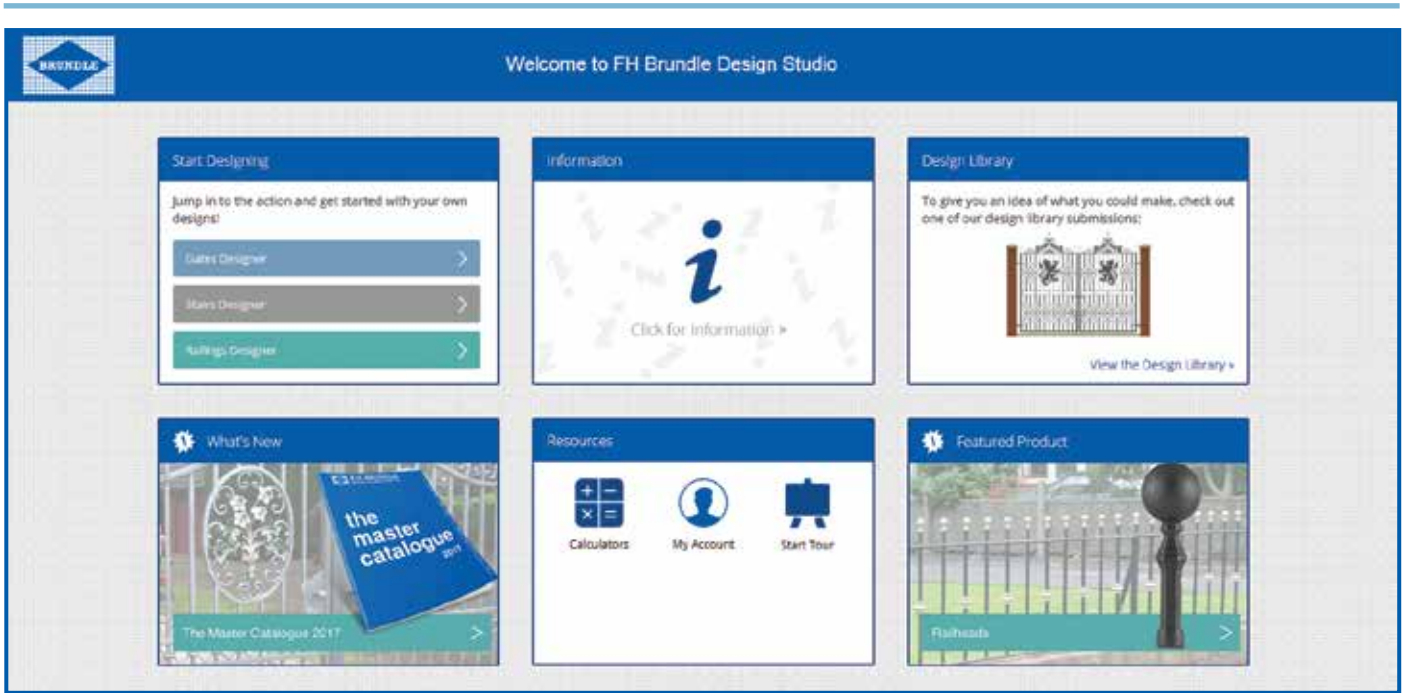 BRUNDLE
Welcome to FH Brundle Design Studio
Start Designing
Jump in to the action and get started with your own
designs!
Gates Designer
Stairs Designer
Railings Designer
Information
Click for Information »
Design Library
To give you an idea of what you could make, check out
one of our design library submissions:
View the Design Library »
What's New
the
master
catalogue
2017
The Master Catalogue 2017
Resources
Calculators
My Account
Start Tour
Featured Product
Railheads